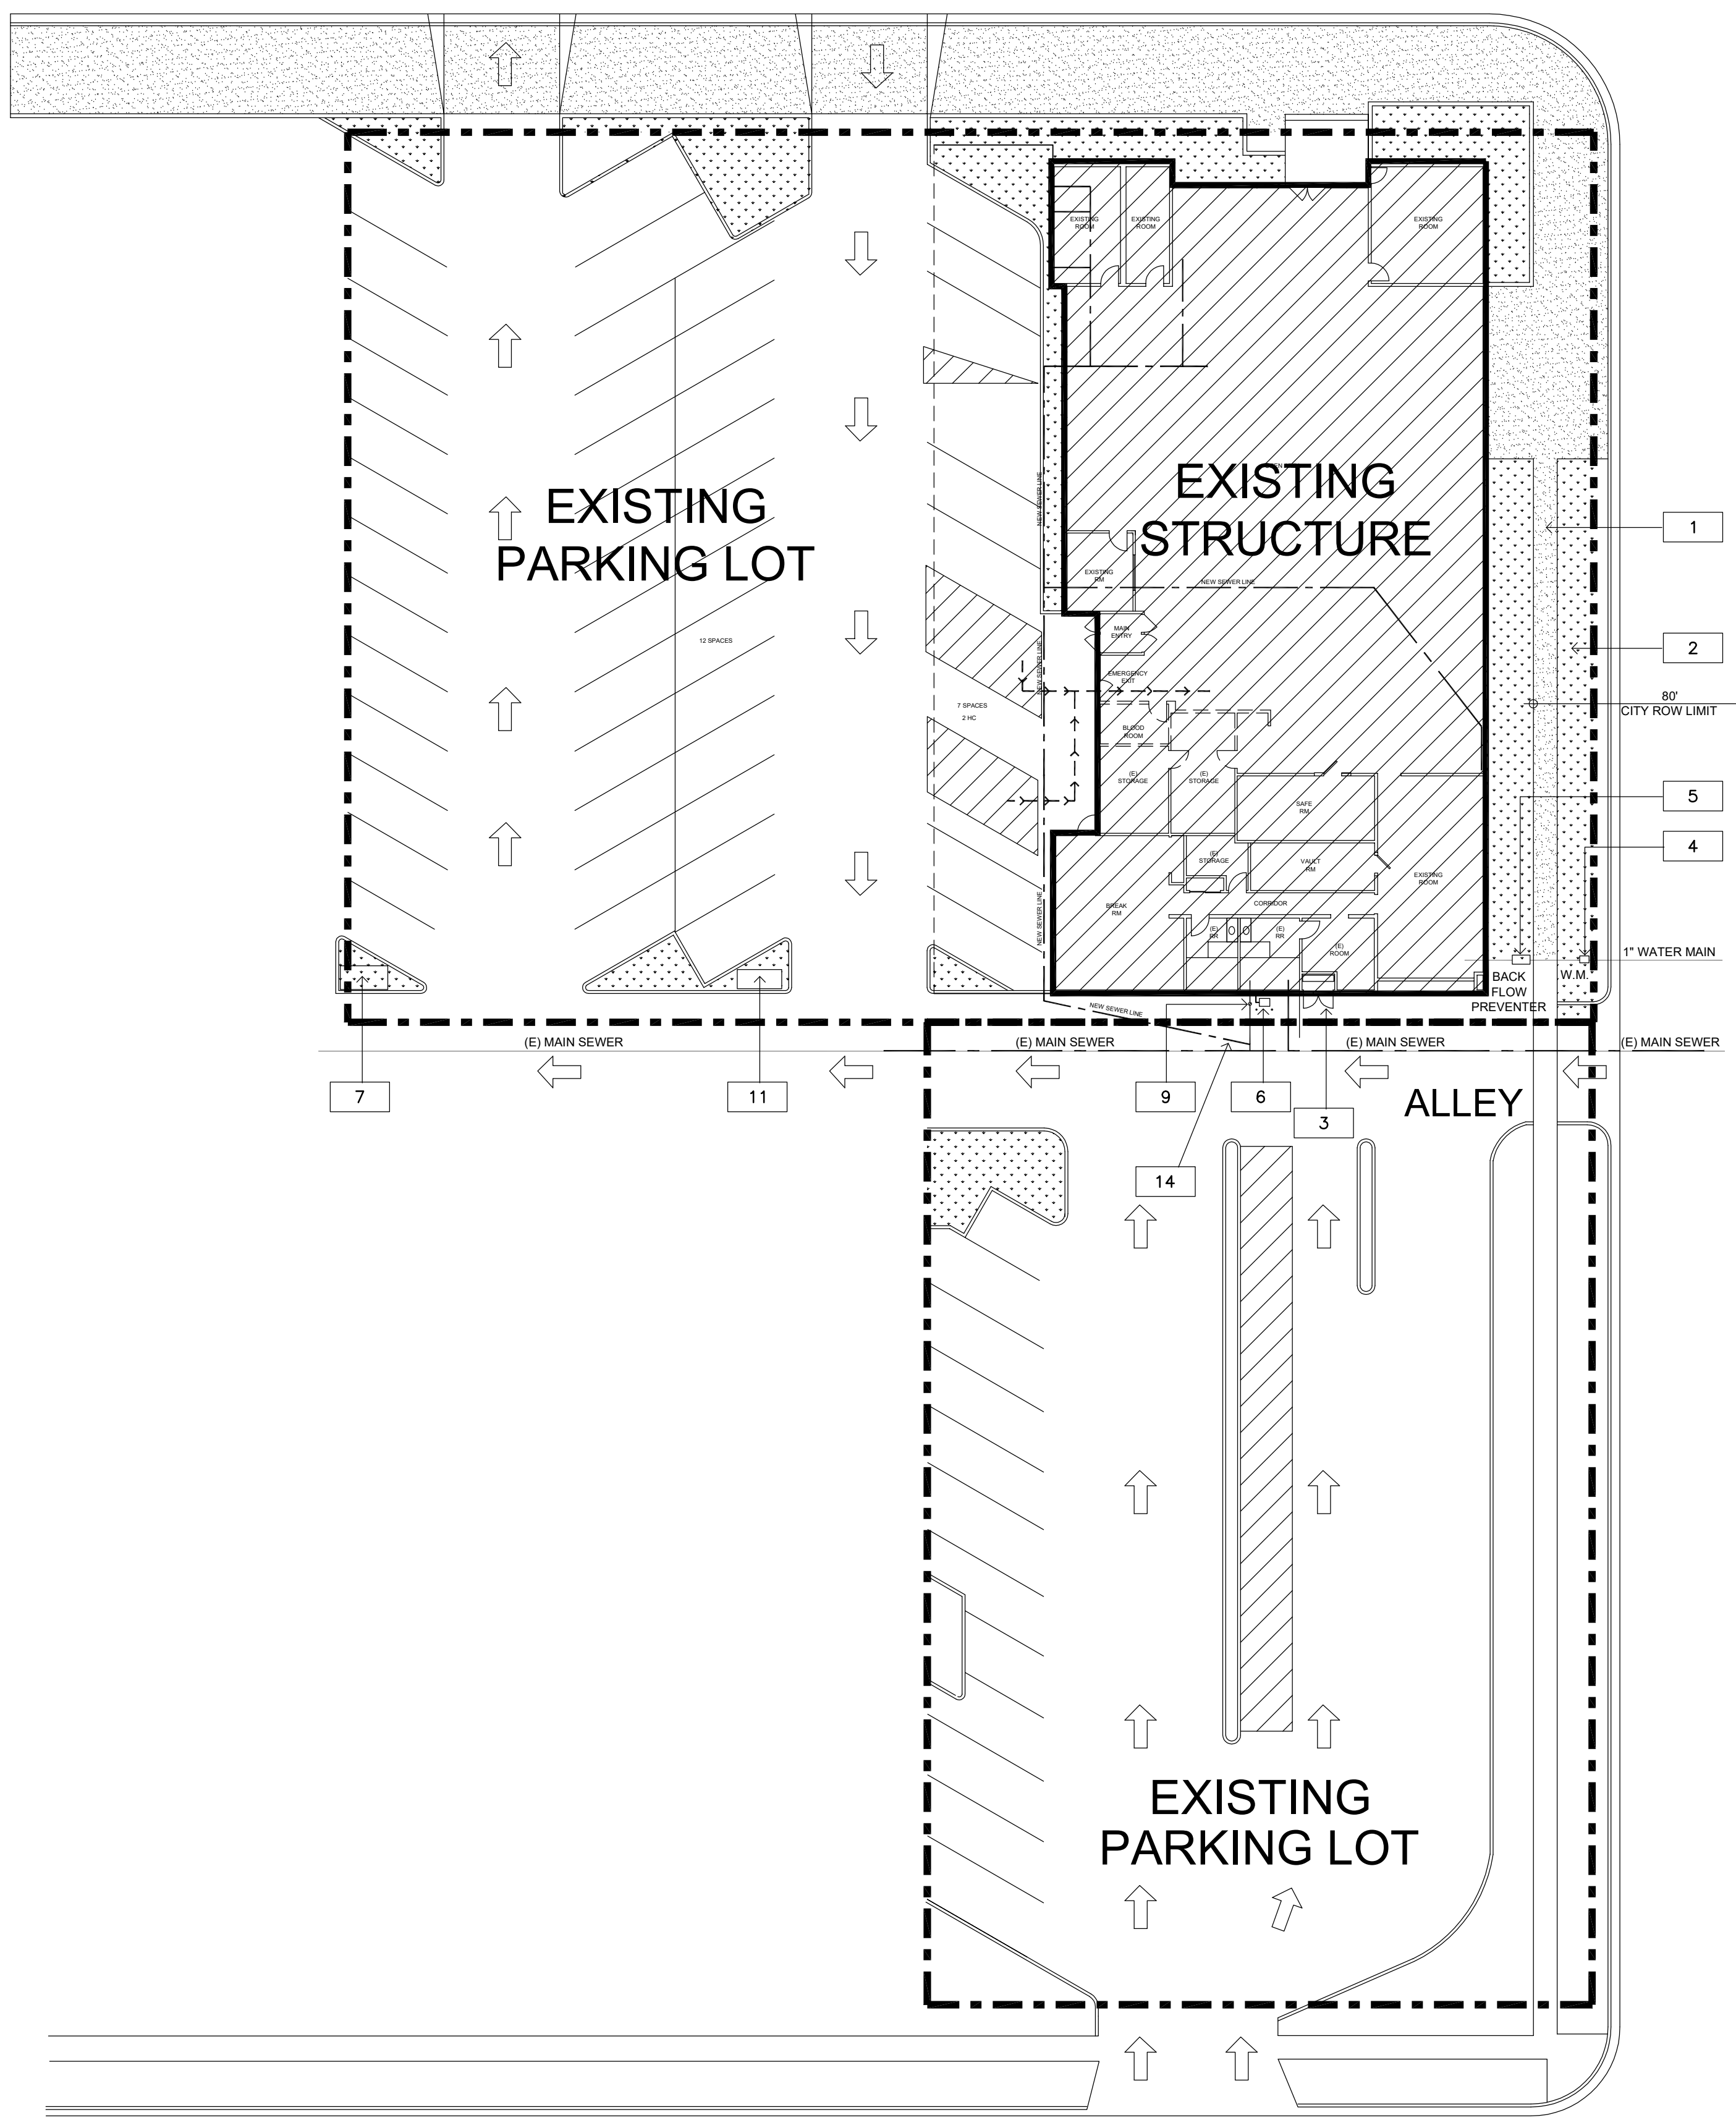 EXISTING
ROOM
EXISTING
ROOM
EXISTING
ROOM
EXISTING
PARKING LOT
EXISTING
STRUCTURE
NEW SEWER LINE
1
EXISTING
RM
NEW SEWER LINE
12 SPACES
MAIN
ENTRY
2
NEW SEWER LINE
EMERGENCY
EXIT
7 SPACES
2 HC
80'
CITY ROW LIMIT
BLOOD
ROOM
(E)
STORAGE
(E)
STORAGE
5
SAFE
RM
4
(E)
STORAGE
VAULT
RM
EXISTING
ROOM
BREAK
RM
CORRIDOR
NEW SEWER LINE
(E)
RR
(E)
RR
(E)
ROOM
1" WATER MAIN
BACK
FLOW
PREVENTER
W.M.
NEW SEWER LINE
(E) MAIN SEWER
(E) MAIN SEWER
(E) MAIN SEWER
(E) MAIN SEWER
7
11
9
6
3
ALLEY
14
EXISTING
PARKING LOT